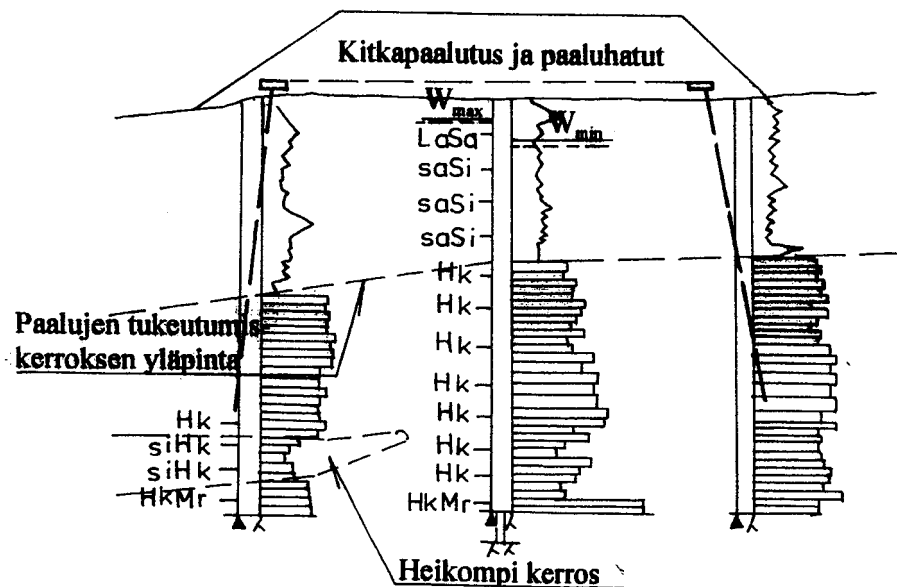 Kitkapaalutus ja paaluhatut
Wmax
Wmin
LaSa
saSi
saSi
saSi
Hk
Hk
Hk
Hk
Hk
Hk
Hk
HkMr
Paalujen tukeutumis-
kerroksen yläpinta
Hk
siHk
siHk
HkMr
Heikompi kerros